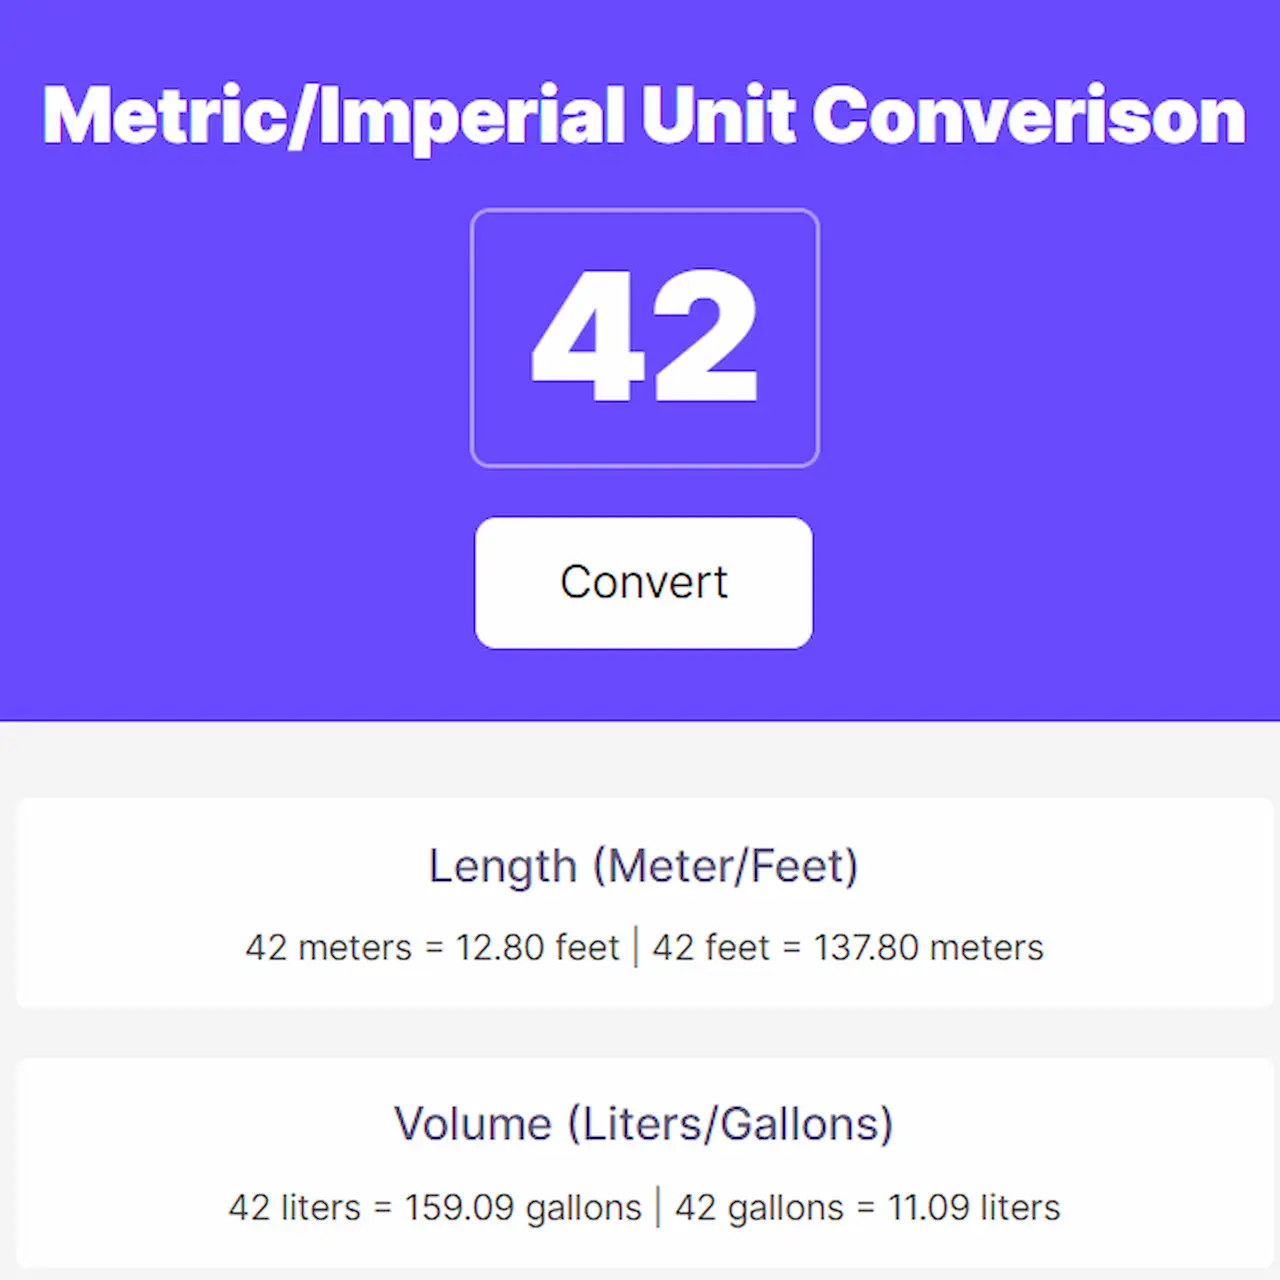 Metric/Imperial Unit Converison
42
Convert
Length (Meter/Feet)
42 meters = 12.80 feet | 42 feet = 137.80 meters
Volume (Liters/Gallons)
42 liters = 159.09 gallons | 42 gallons = 11.09 liters